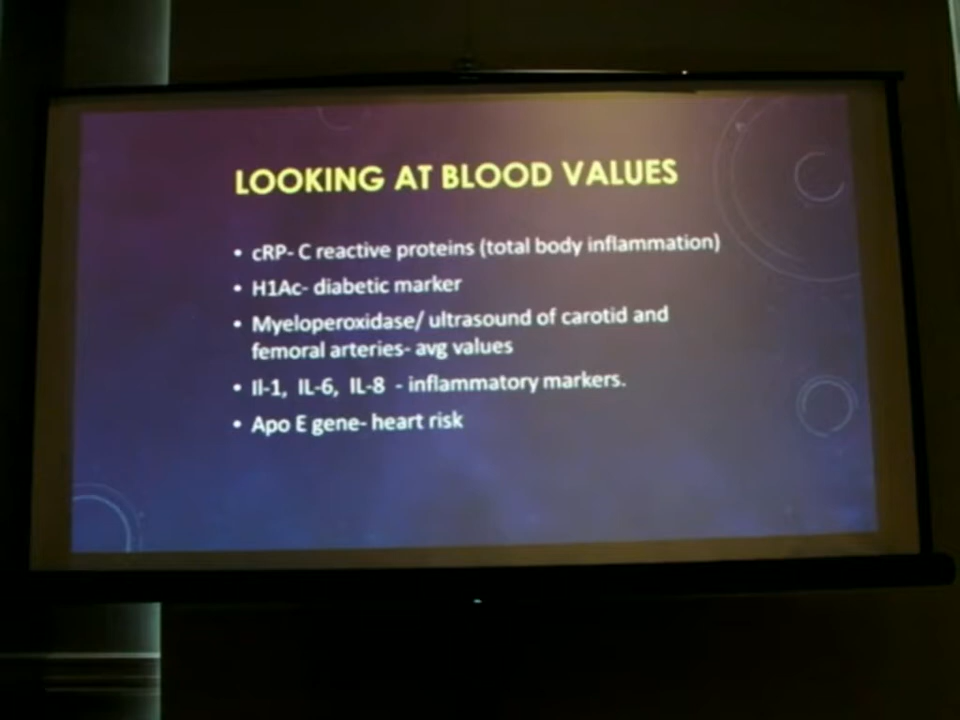 LOOKING AT BLOOD VALUES
• cRP- C reactive proteins (total body inflammation)
• H1Ac- diabetic marker
• Myeloperoxidase/ ultrasound of carotid and
femoral arteries- avg values
• Il-1, IL-6, IL-8 - inflammatory markers.
• Apo E gene- heart risk